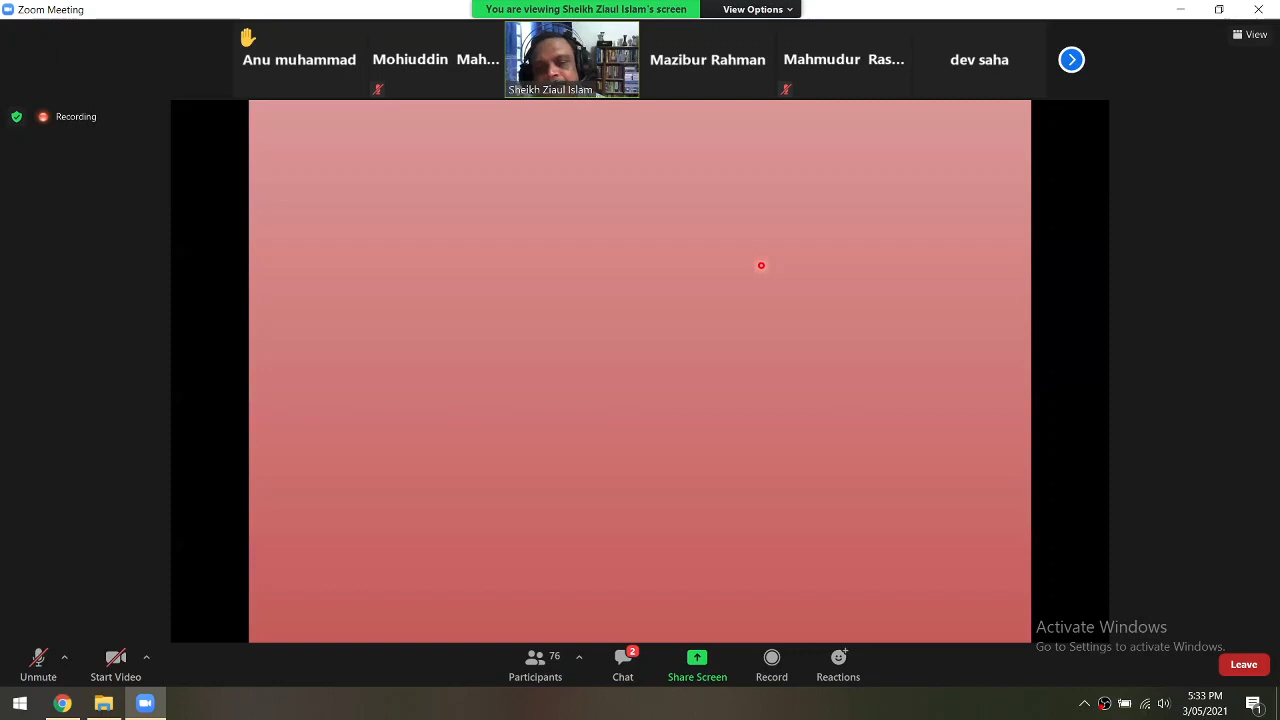 Zoom Meeting
You are viewing Sheikh Ziaul Islam's screen
View Options
View
Anu muhammad
Mohiuddin Mah...
Sheikh Ziaul Islam
Mazibur Rahman
Mahmudur Ras...
dev saha
Recording
Activate Windows
Go to Settings to activate Windows.
Unmute
Start Video
76
Participants
2
Chat
Share Screen
Record
Reactions
Leave
5:33 PM
3/05/2021
1